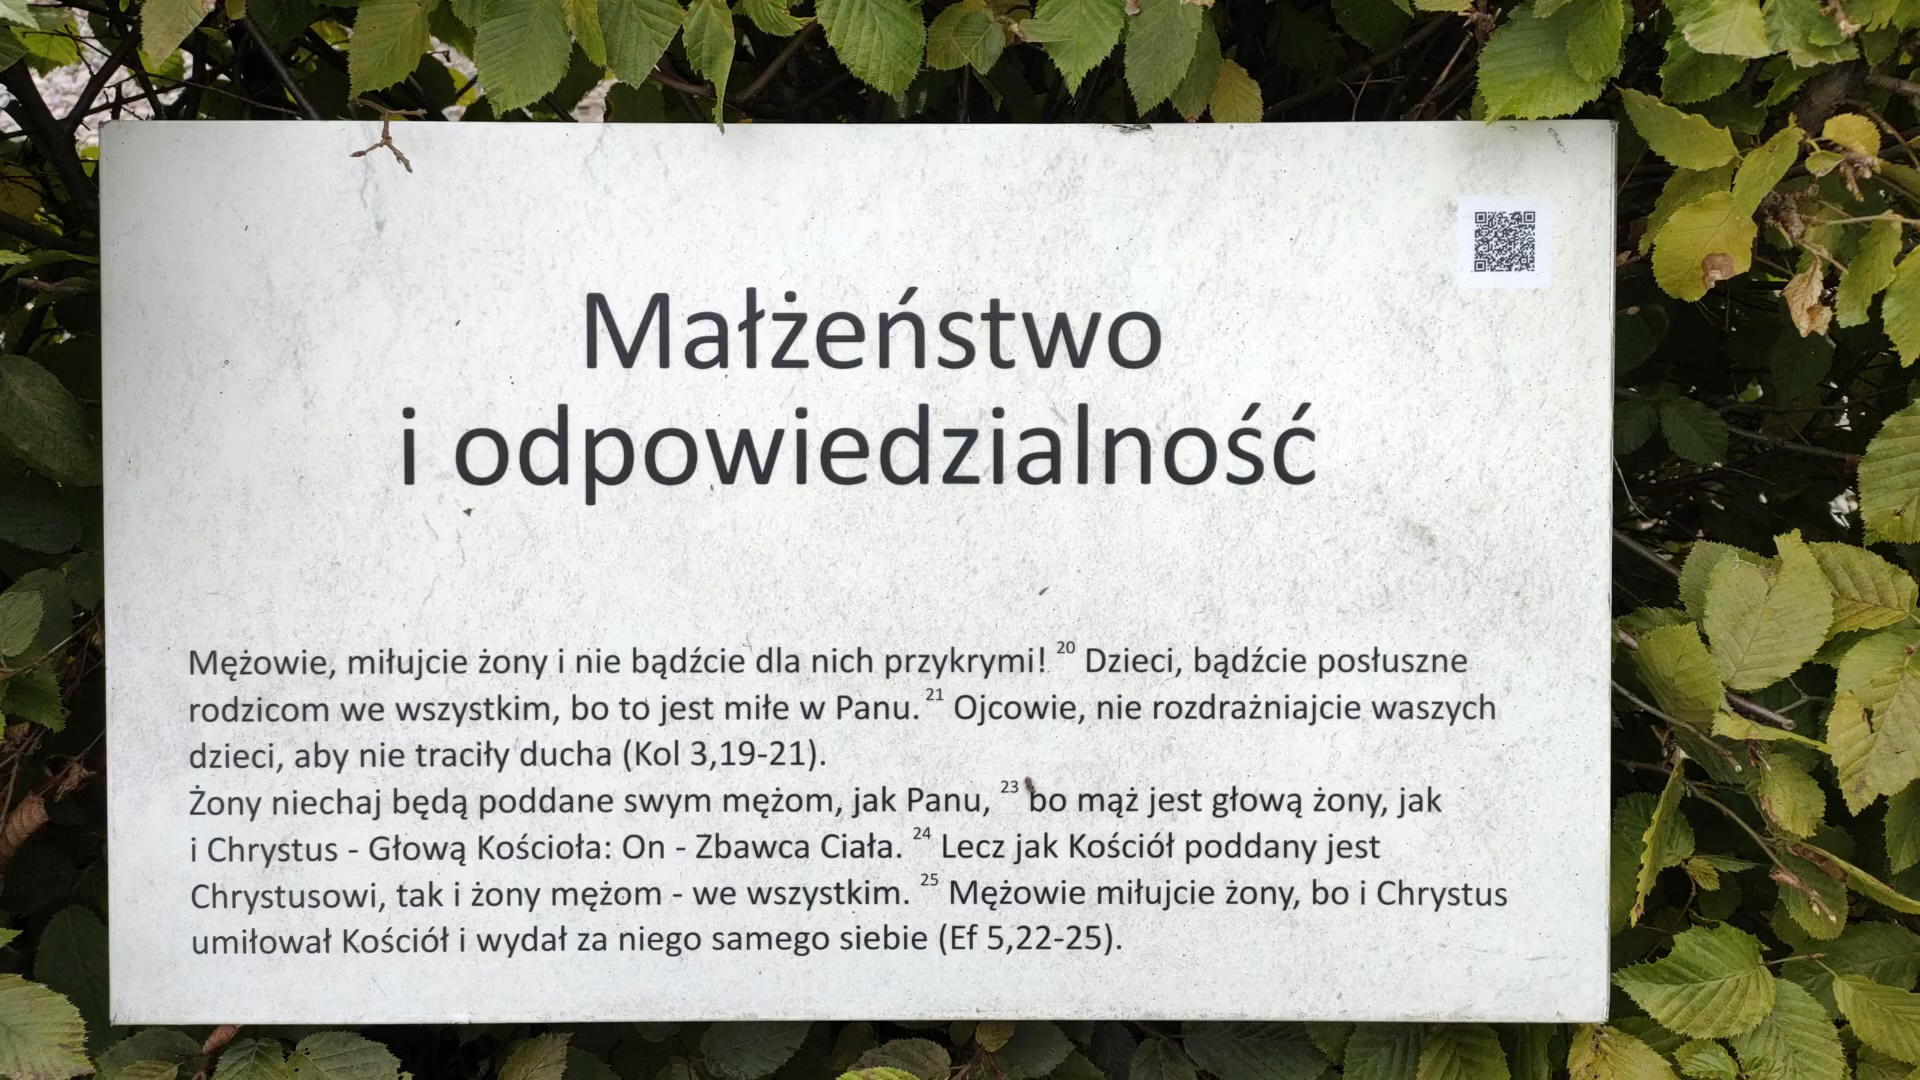 Małżeństwo
i odpowiedzialność
Mężowie, miłujcie żony i nie bądźcie dla nich przykrymi! 20 Dzieci, bądźcie posłuszne
rodzicom we wszystkim, bo to jest miłe w Panu. 21 Ojcowie, nie rozdrażniajcie waszych
dzieci, aby nie traciły ducha (Kol 3,19-21).
Żony niechaj będą poddane swym mężom, jak Panu, 23 bo mąż jest głową żony, jak
i Chrystus - Głową Kościoła: On - Zbawca Ciała. 24 Lecz jak Kościół poddany jest
Chrystusowi, tak i żony mężom - we wszystkim. 25 Mężowie miłujcie żony, bo i Chrystus
umiłował Kościół i wydał za niego samego siebie (Ef 5,22-25).